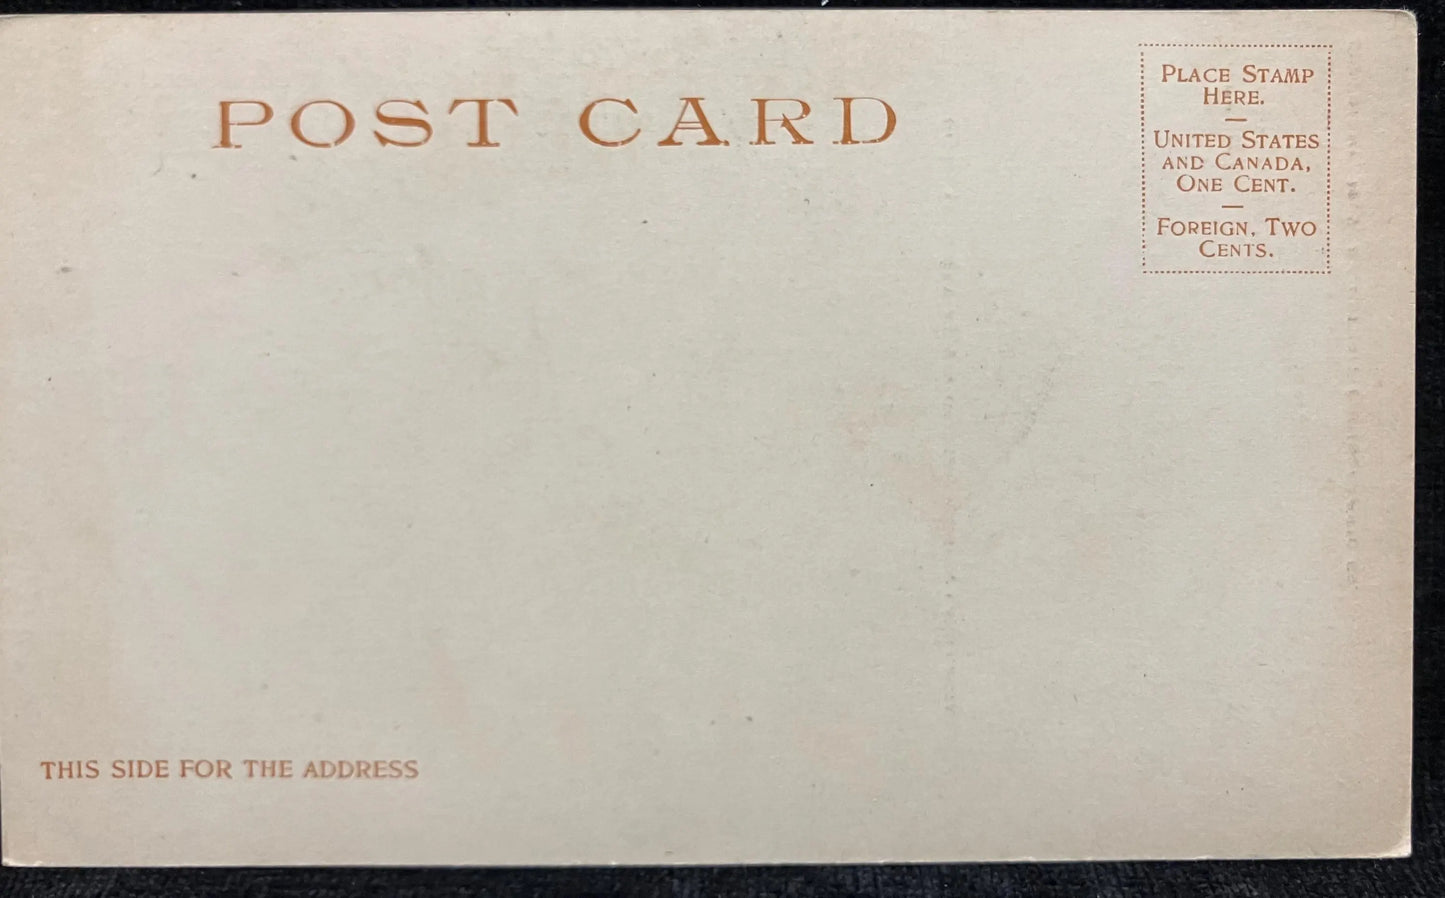 POST CARD
PLACE STAMP
HERE.
UNITED STATES
AND CANADA,
ONE CENT.
FOREIGN, TWO
CENTS.
THIS SIDE FOR THE ADDRESS